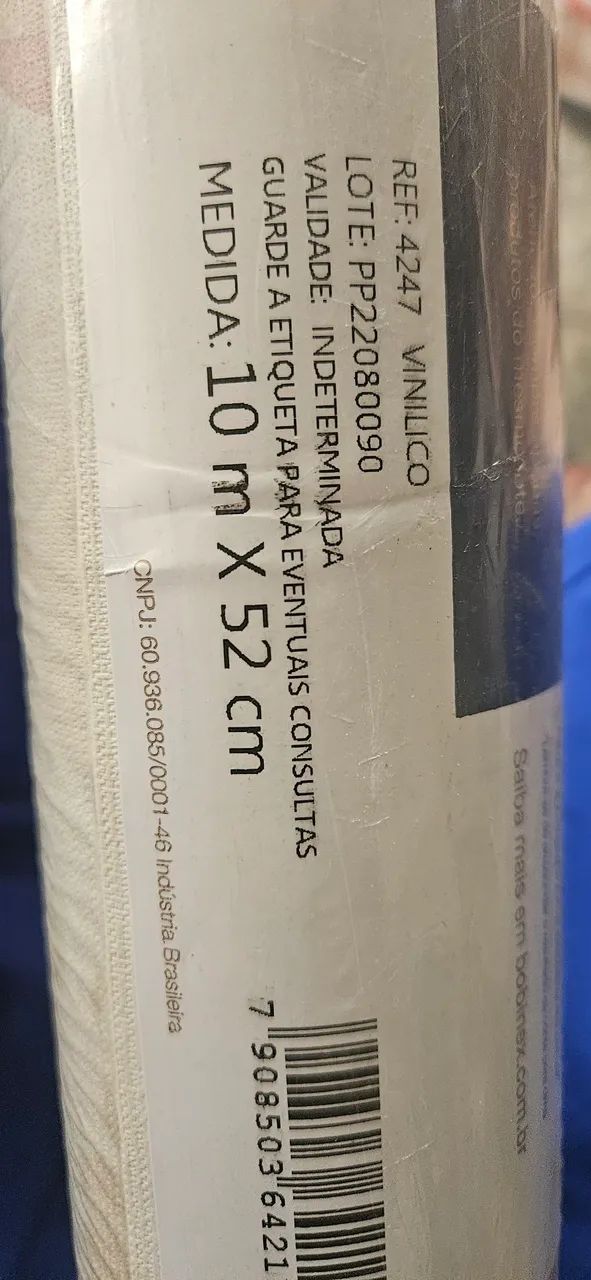 REF: 4247 VINILICO
LOTE: PP22080090
VALIDADE: INDETERMINADA
GUARDE A ETIQUETA PARA EVENTUAIS CONSULTAS
MEDIDA: 10 m X 52 cm
CNPJ: 60.936.085/0001-46 Indústria Brasileira
7 908503 6421
Saiba mais em bobinex.com.br